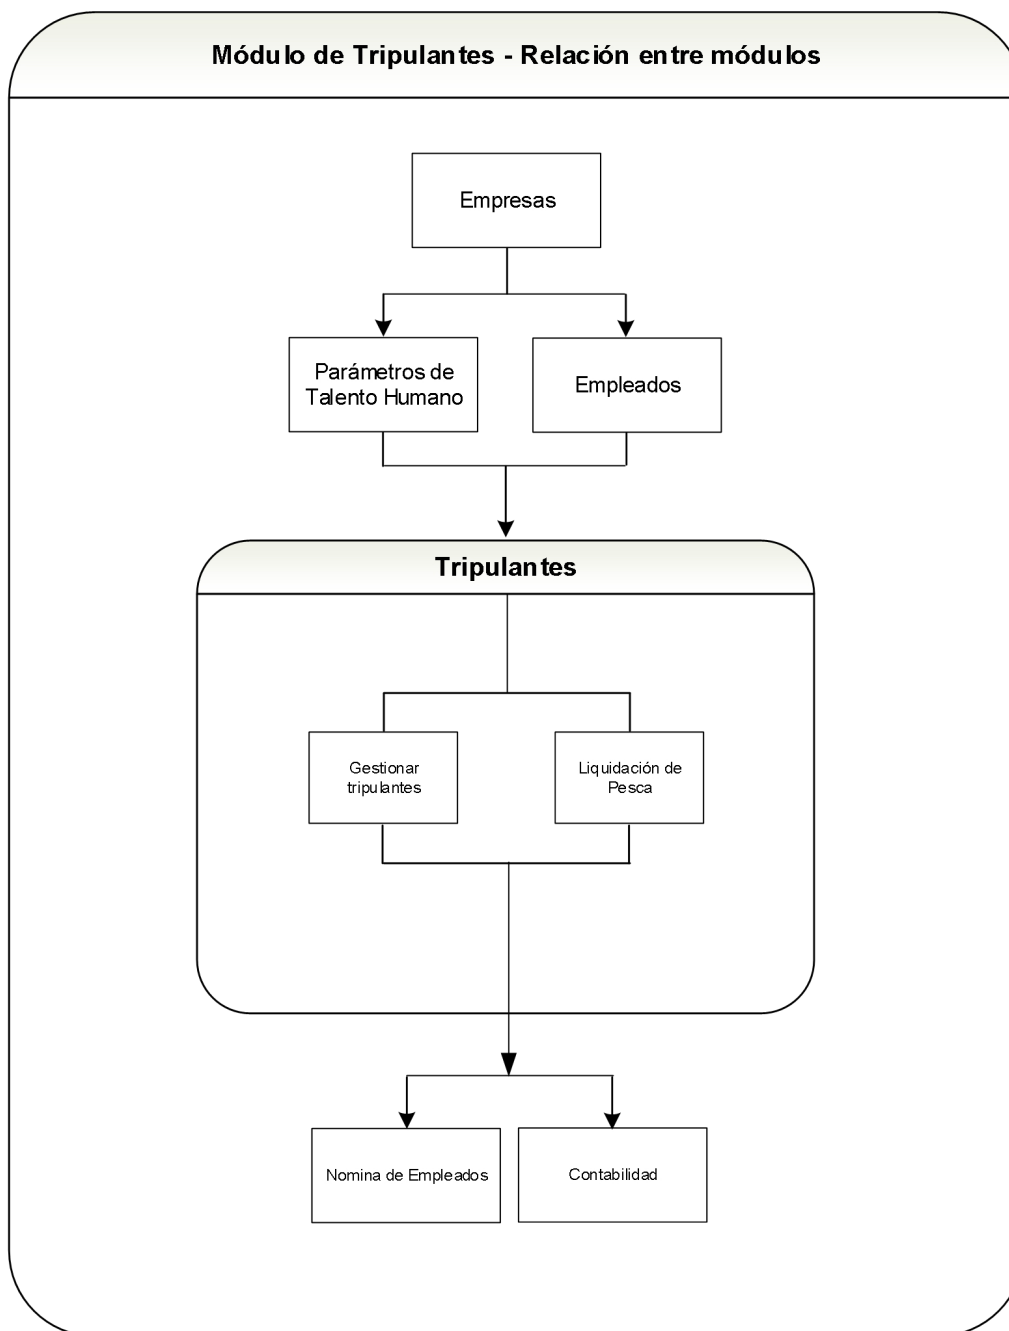 Módulo de Tripulantes - Relación entre módulos
Empresas
Parámetros de
Talento Humano
Empleados
Tripulantes
Gestionar
tripulantes
Liquidación de
Pesca
Nomina de Empleados
Contabilidad